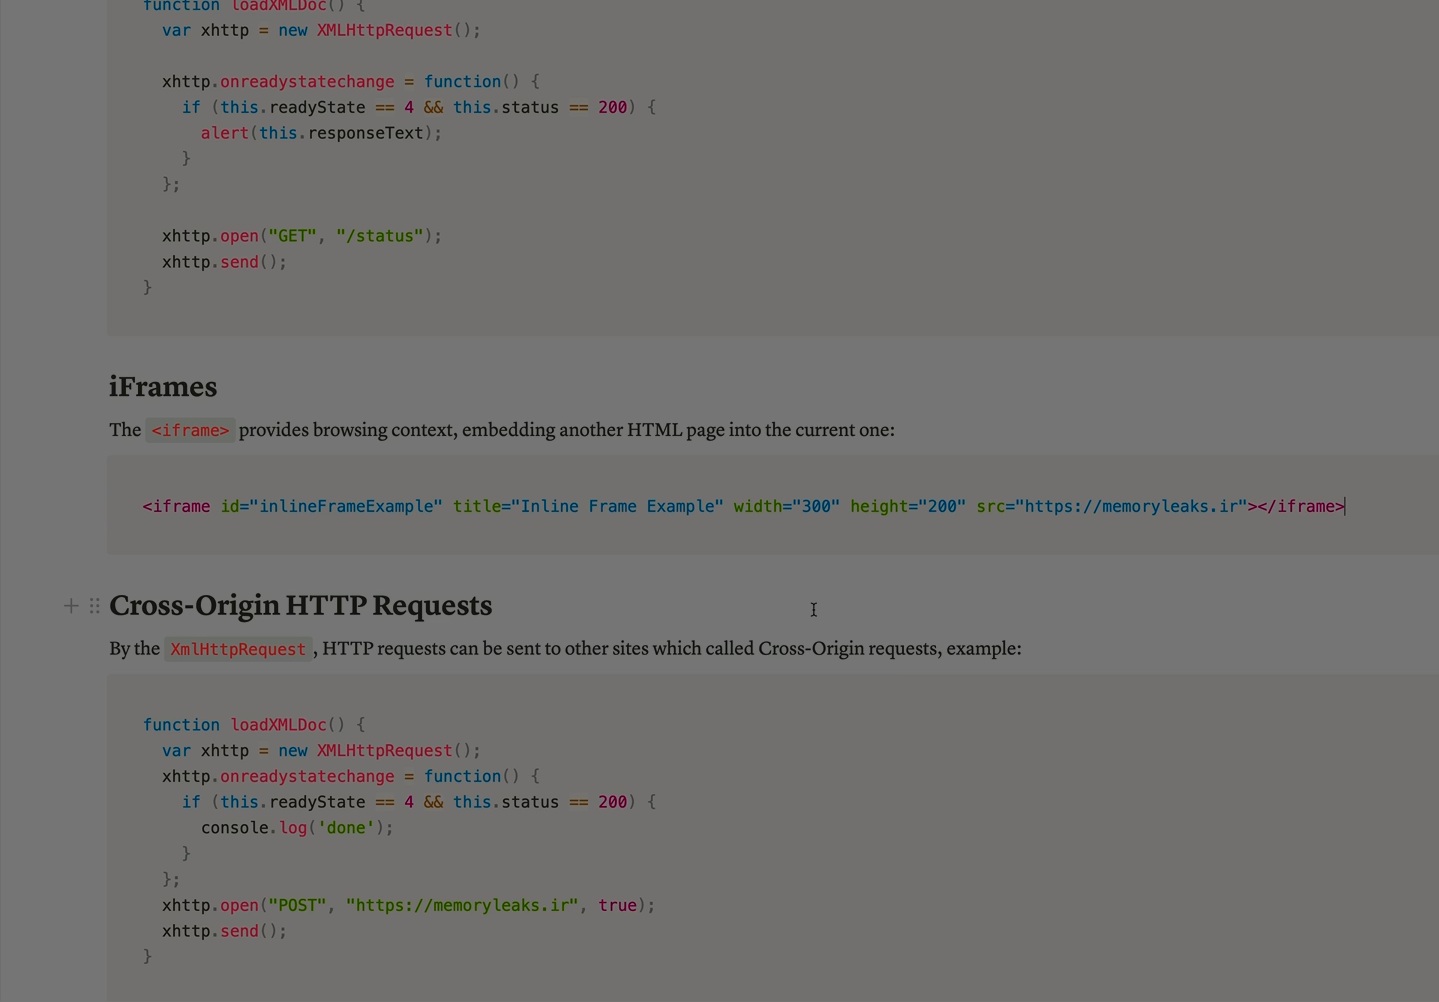 function loadXMLDoc() {
var xhttp = new XMLHttpRequest();
xhttp.onreadystatechange = function() {
if (this.readyState == 4 && this.status == 200) {
alert(this.responseText);
}
};
xhttp.open("GET", "/status");
xhttp.send();
}
iFrames
The <iframe> provides browsing context, embedding another HTML page into the current one:
<iframe id="inlineFrameExample" title="Inline Frame Example" width="300" height="200" src="https://memoryleaks.ir"></iframe>
Cross-Origin HTTP Requests
By the XmlHttpRequest , HTTP requests can be sent to other sites which called Cross-Origin requests, example:
function loadXMLDoc() {
var xhttp = new XMLHttpRequest();
xhttp.onreadystatechange = function() {
if (this.readyState == 4 && this.status == 200) {
console.log('done');
}
};
xhttp.open("POST", "https://memoryleaks.ir", true);
xhttp.send();
}